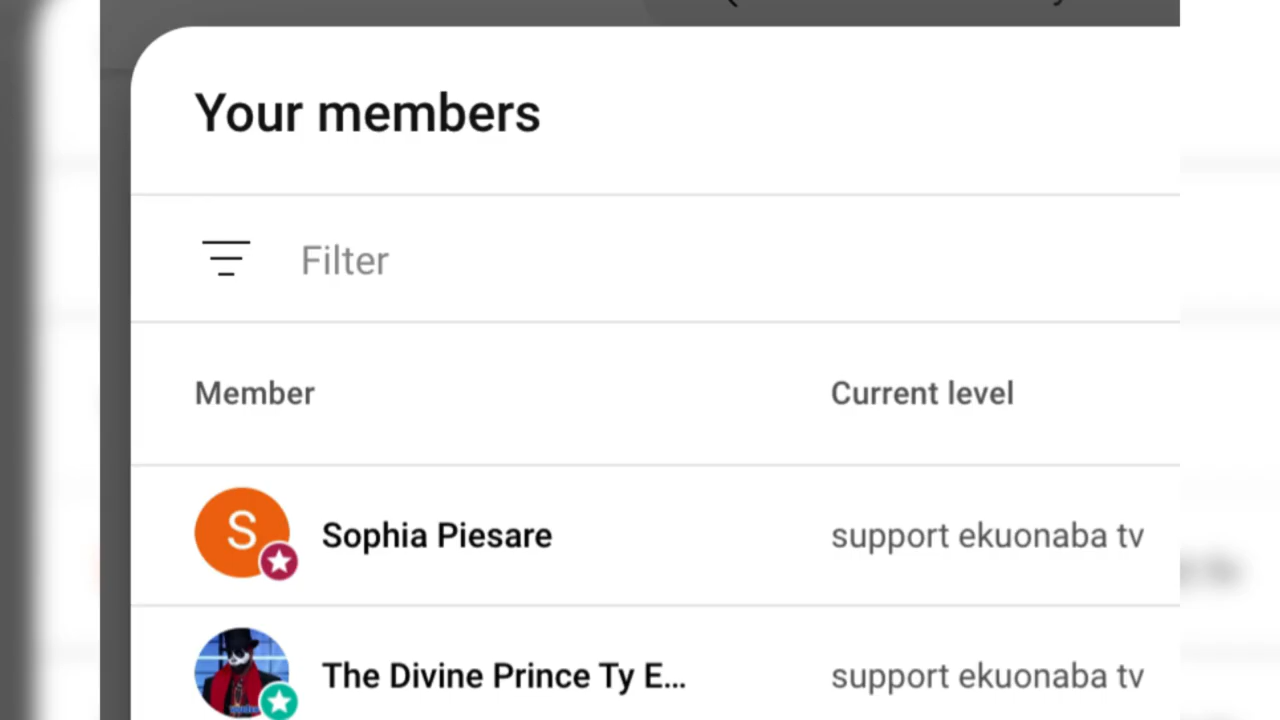 Your members
Filter
Member Current level
S Sophia Piesare support ekuonaba tv
The Divine Prince Ty E... support ekuonaba tv